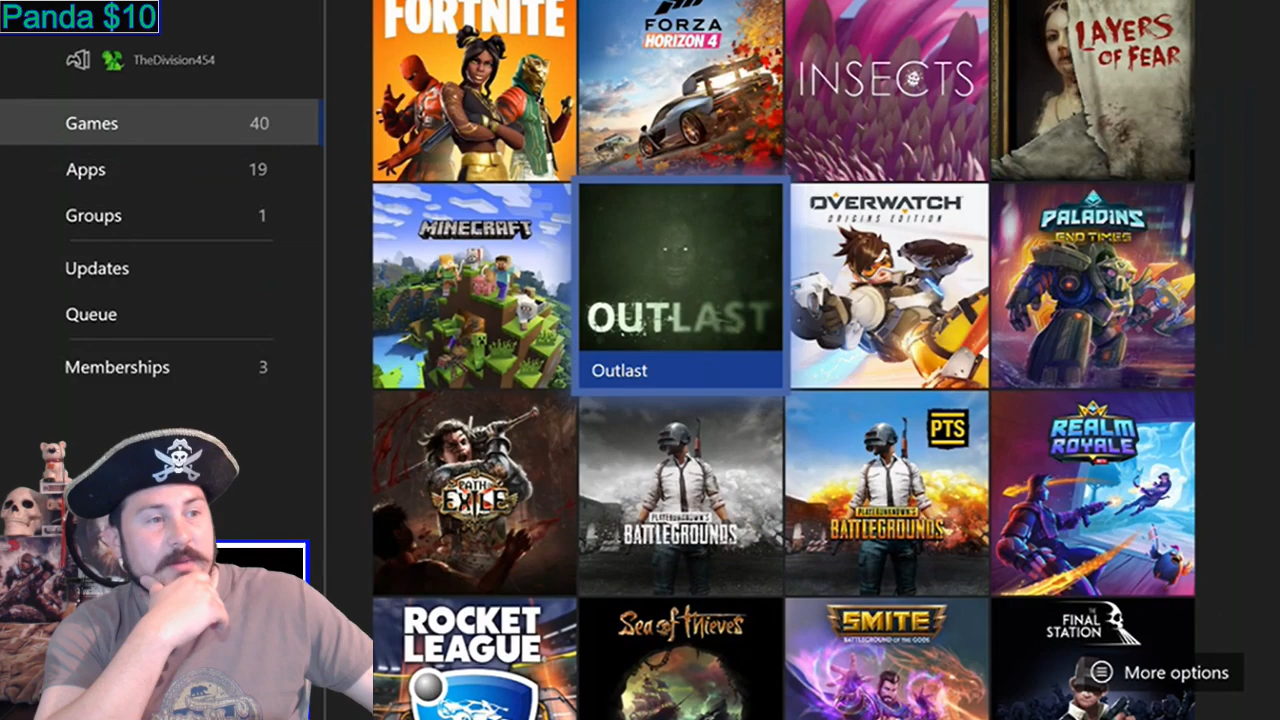 Panda $10
TheDivision454
Games 40
Apps 19
Groups 1
Updates
Queue
Memberships 3
FORTNITE
FORZA
HORIZON 4
INSECTS
LAYERS
OF FEAR
MINECRAFT
OUTLAST
Outlast
OVERWATCH
ORIGINS EDITION
PALADINS
END TIMES
PATH
OF
EXILE
PLAYERUNKNOWN'S
BATTLEGROUNDS
PTS
PLAYERUNKNOWN'S
BATTLEGROUNDS
REALM
ROYALE
ROCKET
LEAGUE
Sea of Thieves
SMITE
BATTLEGROUND OF THE GODS
THE
FINAL
STATION
More options